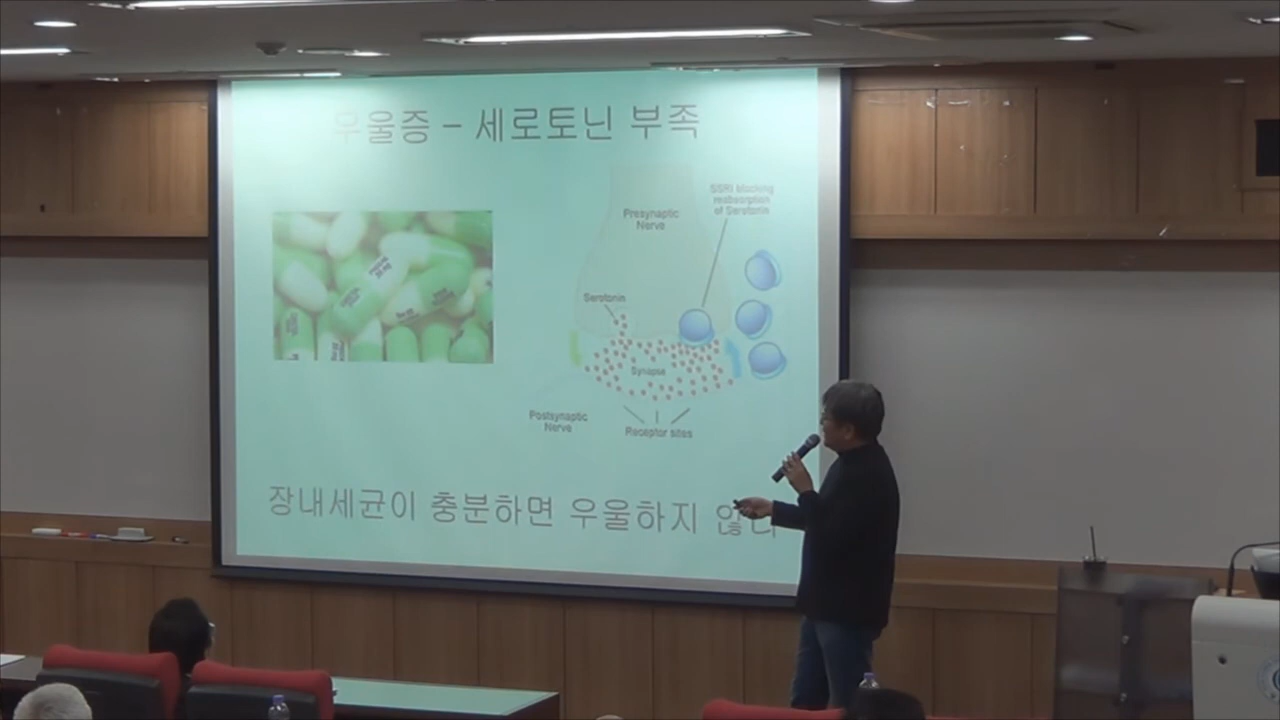 우울증 – 세로토닌 부족
SSRI blocking
reabsorption
of Serotonin
Presynaptic
Nerve
Serotonin
Synapse
Postsynaptic
Nerve
Receptor sites
장내세균이 충분하면 우울하지 않다